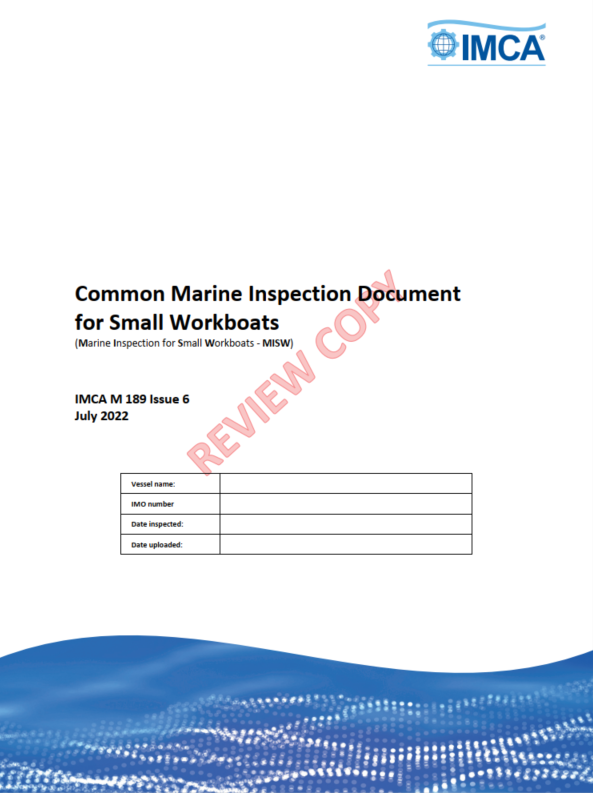 IMCA®
Common Marine Inspection Document
for Small Workboats
(Marine Inspection for Small Workboats - MISW)
REVIEW COPY
IMCA M 189 Issue 6
July 2022
Vessel name:
IMO number
Date inspected:
Date uploaded: